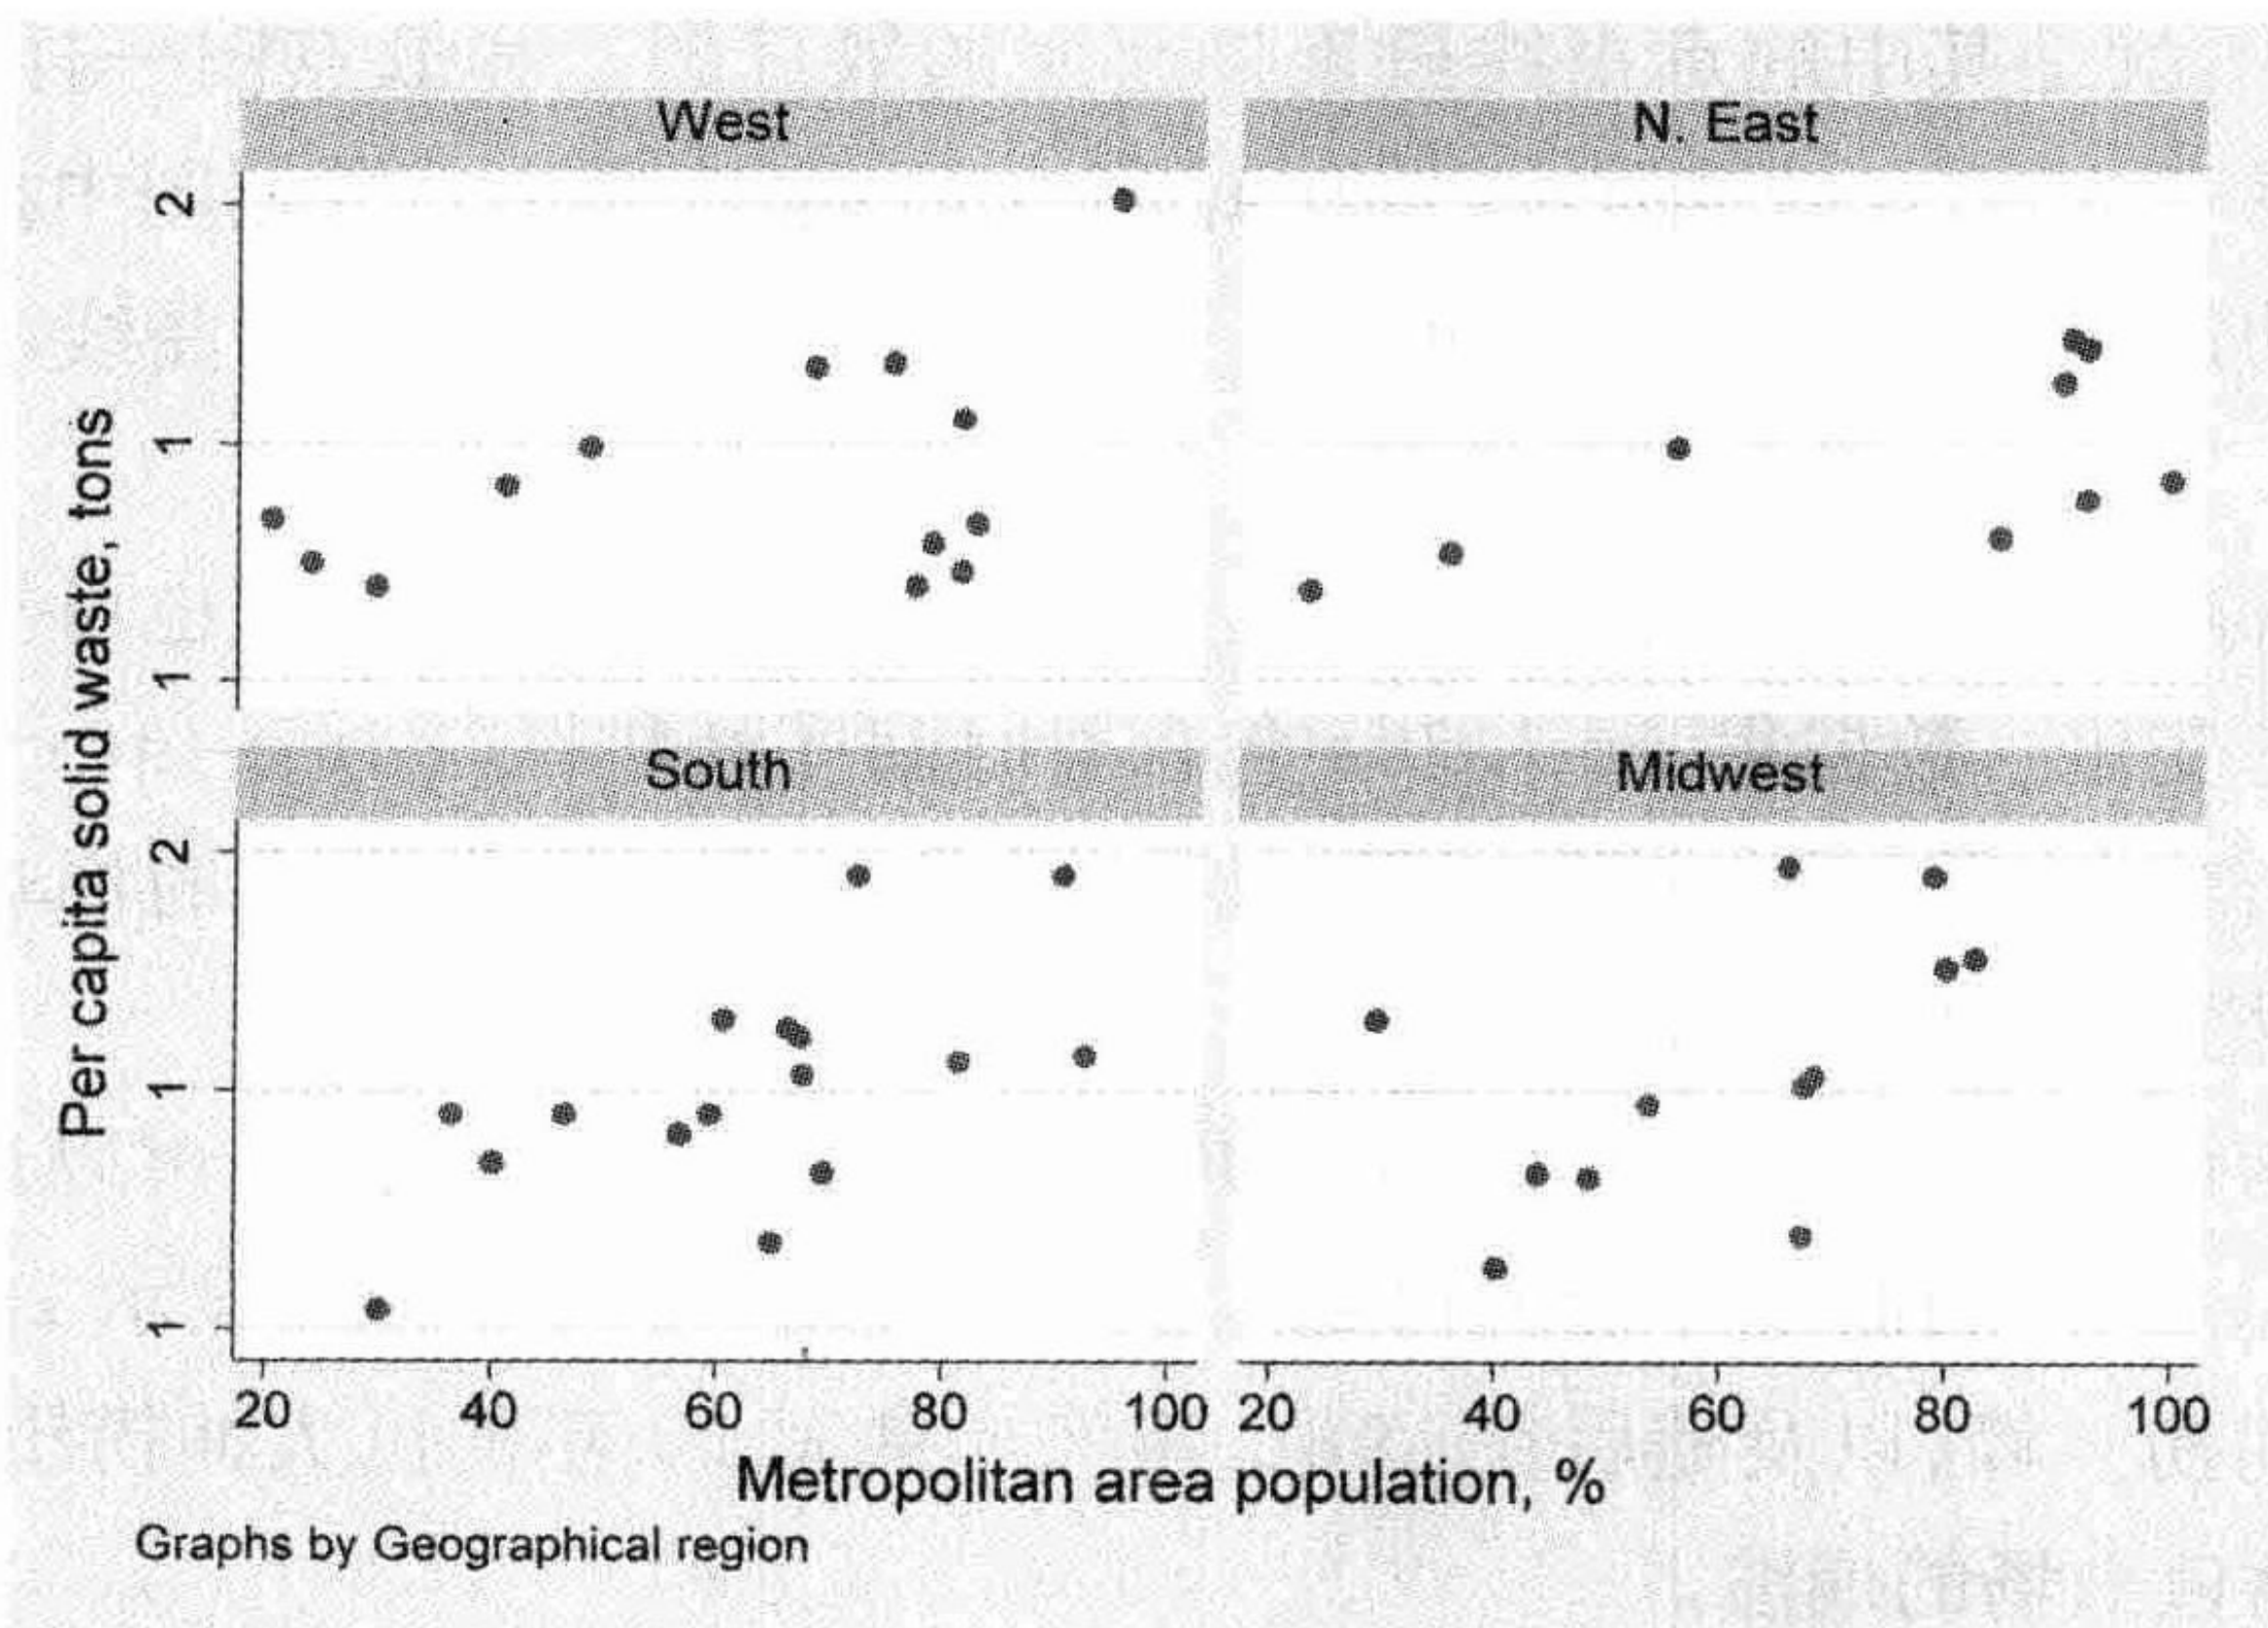 West
N. East
2
1
1
South
Midwest
2
1
1
Per capita solid waste, tons
20 40 60 80 100 20 40 60 80 100
Metropolitan area population, %
Graphs by Geographical region